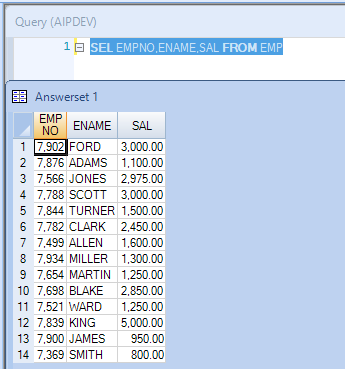 Query (AIPDEV)
1 SEL EMPNO,ENAME,SAL FROM EMP
Answerset 1
EMP NO ENAME SAL
1 7,902 FORD 3,000.00
2 7,876 ADAMS 1,100.00
3 7,566 JONES 2,975.00
4 7,788 SCOTT 3,000.00
5 7,844 TURNER 1,500.00
6 7,782 CLARK 2,450.00
7 7,499 ALLEN 1,600.00
8 7,934 MILLER 1,300.00
9 7,654 MARTIN 1,250.00
10 7,698 BLAKE 2,850.00
11 7,521 WARD 1,250.00
12 7,839 KING 5,000.00
13 7,900 JAMES 950.00
14 7,369 SMITH 800.00